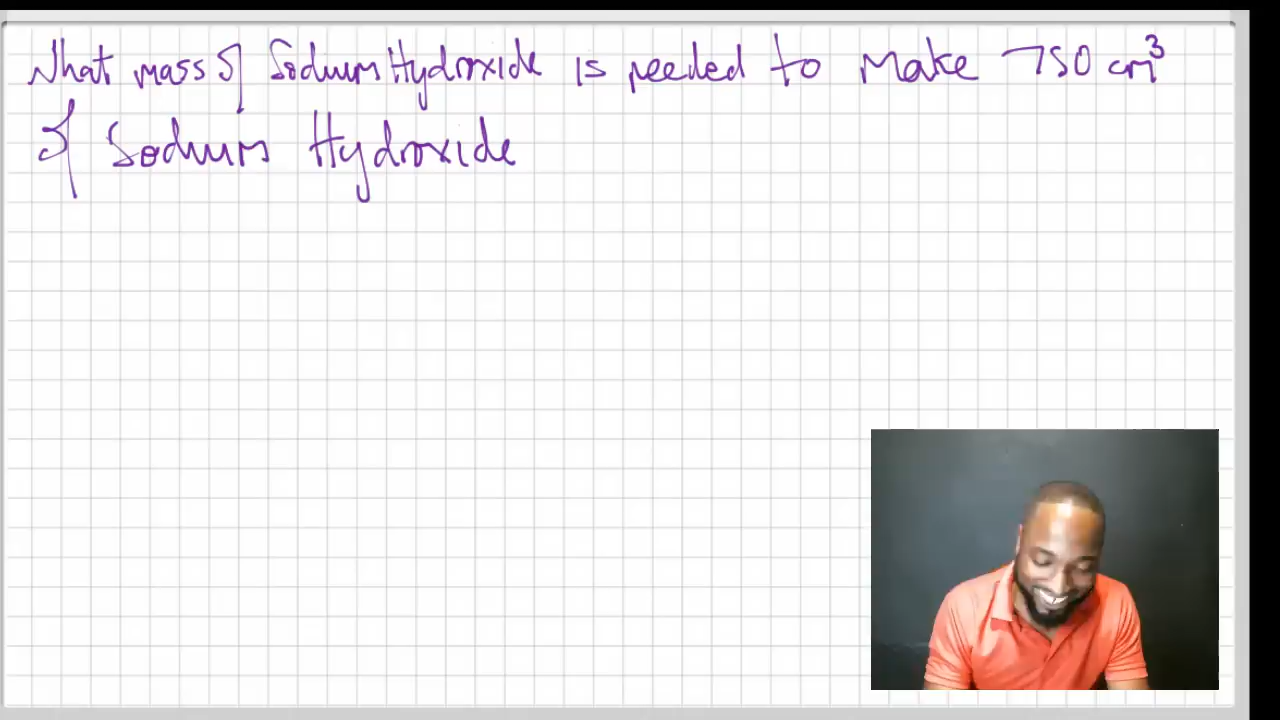 What mass of Sodium Hydroxide is needed to make 750 cm³
of Sodium Hydroxide